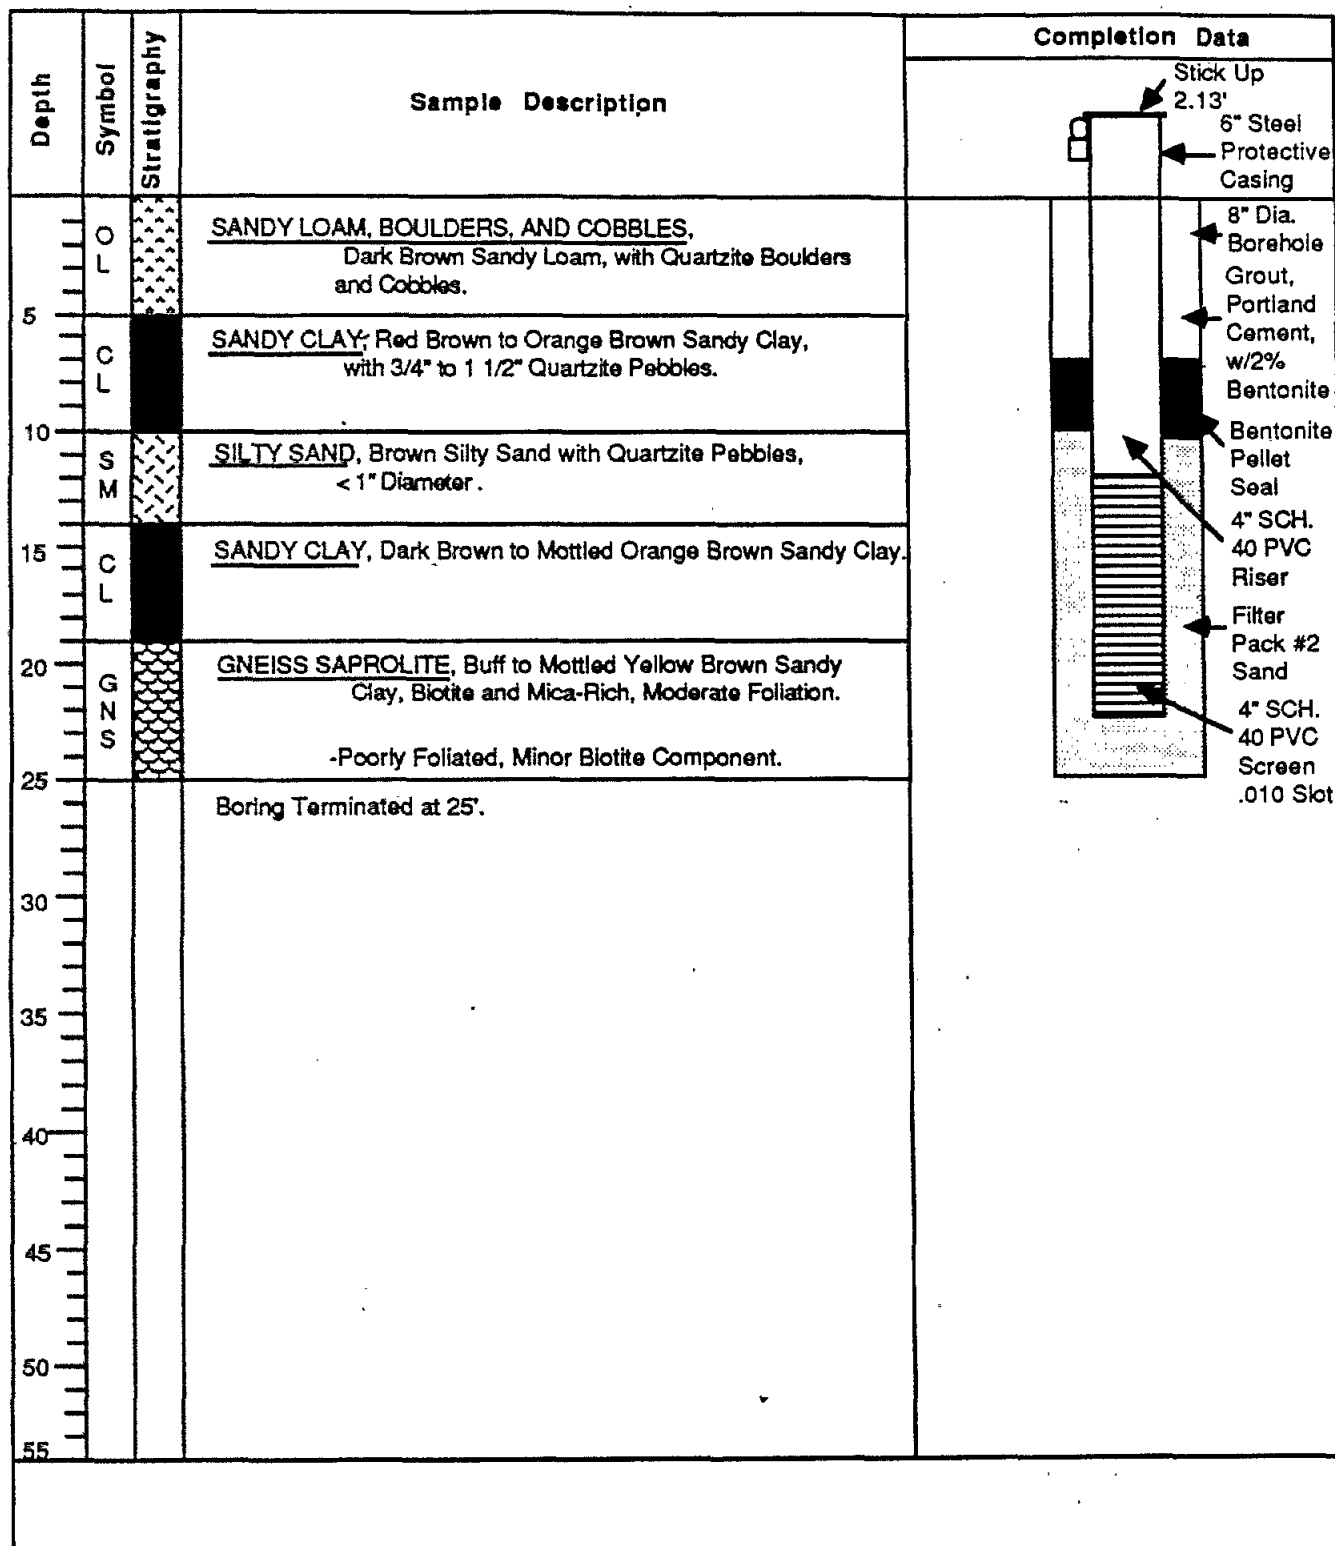 Depth
Symbol
Stratigraphy
Sample Description
Completion Data
Stick Up
2.13'
6" Steel
Protective
Casing
O
L
SANDY LOAM, BOULDERS, AND COBBLES,
Dark Brown Sandy Loam, with Quartzite Boulders
and Cobbles.
5
C
L
SANDY CLAY; Red Brown to Orange Brown Sandy Clay,
with 3/4" to 1 1/2" Quartzite Pebbles.
10
S
M
SILTY SAND, Brown Silty Sand with Quartzite Pebbles,
< 1" Diameter.
15
C
L
SANDY CLAY, Dark Brown to Mottled Orange Brown Sandy Clay.
20
G
N
S
GNEISS SAPROLITE, Buff to Mottled Yellow Brown Sandy
Clay, Biotite and Mica-Rich, Moderate Foliation.
-Poorly Foliated, Minor Biotite Component.
25
Boring Terminated at 25'.
30
35
40
45
50
55
8" Dia.
Borehole
Grout,
Portland
Cement,
w/2%
Bentonite
Bentonite
Pellet
Seal
4" SCH.
40 PVC
Riser
Filter
Pack #2
Sand
4" SCH.
40 PVC
Screen
.010 Slot